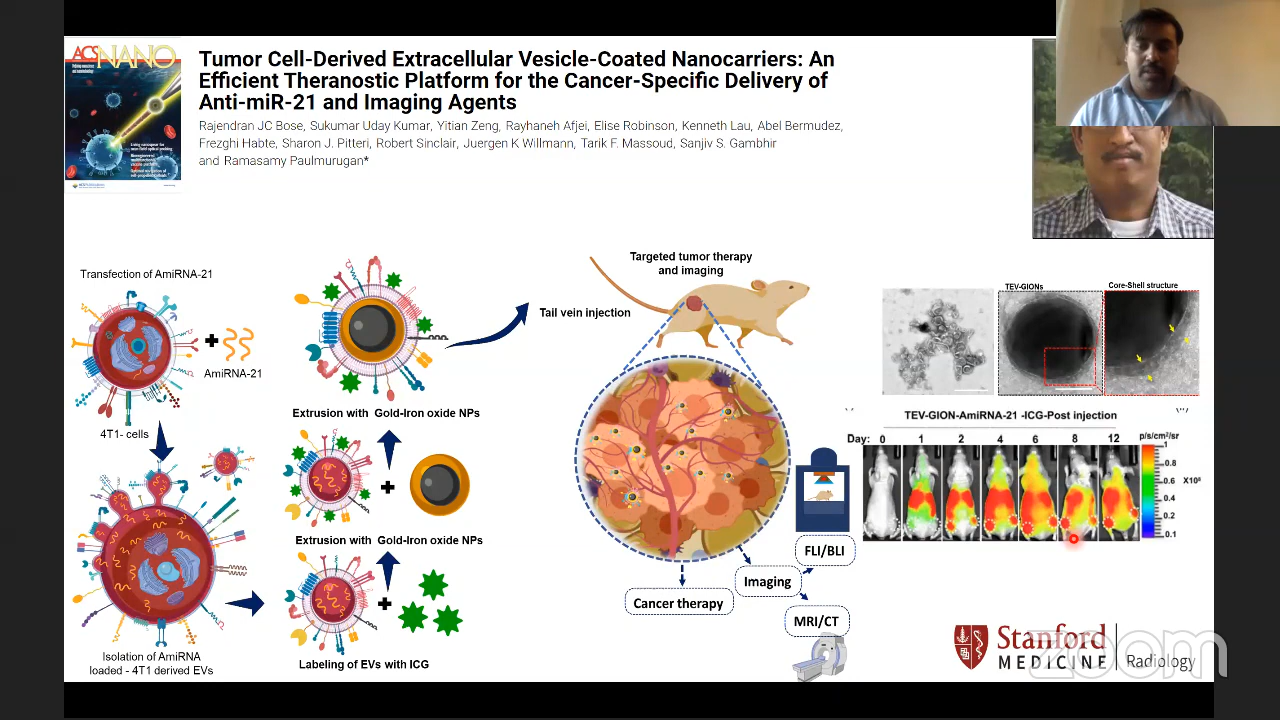 ACS NANO
Tumor Cell-Derived Extracellular Vesicle-Coated Nanocarriers: An
Efficient Theranostic Platform for the Cancer-Specific Delivery of
Anti-miR-21 and Imaging Agents
Rajendran JC Bose, Sukumar Uday Kumar, Yitian Zeng, Rayhaneh Afjei, Elise Robinson, Kenneth Lau, Abel Bermudez,
Frezghi Habte, Sharon J. Pitteri, Robert Sinclair, Juergen K Willmann, Tarik F. Massoud, Sanjiv S. Gambhir
and Ramasamy Paulmurugan*
Transfection of AmiRNA-21
AmiRNA-21
4T1- cells
Isolation of AmiRNA
loaded - 4T1 derived EVs
Extrusion with Gold-Iron oxide NPs
Extrusion with Gold-Iron oxide NPs
Labeling of EVs with ICG
Tail vein injection
Targeted tumor therapy
and imaging
Cancer therapy
Imaging
FLI/BLI
MRI/CT
TEV-GIONs
Core-Shell structure
TEV-GION-AmiRNA-21 -ICG-Post injection
Day: 0 1 2 4 6 8 12
p/s/cm²/sr
1
0.8
0.6
0.4
0.2
0.1
X10⁸
Stanford
MEDICINE
Radiology
zoom